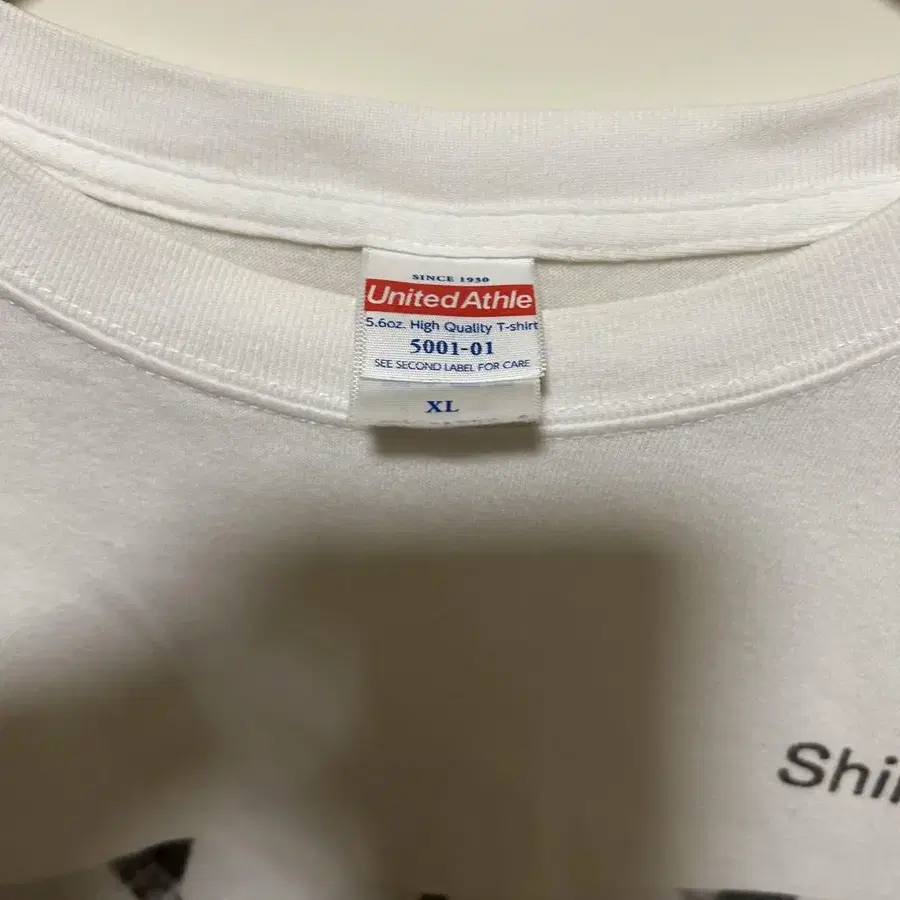 SINCE 1930
United Athle
5.6oz. High Quality T-shirt
5001-01
SEE SECOND LABEL FOR CARE
XL